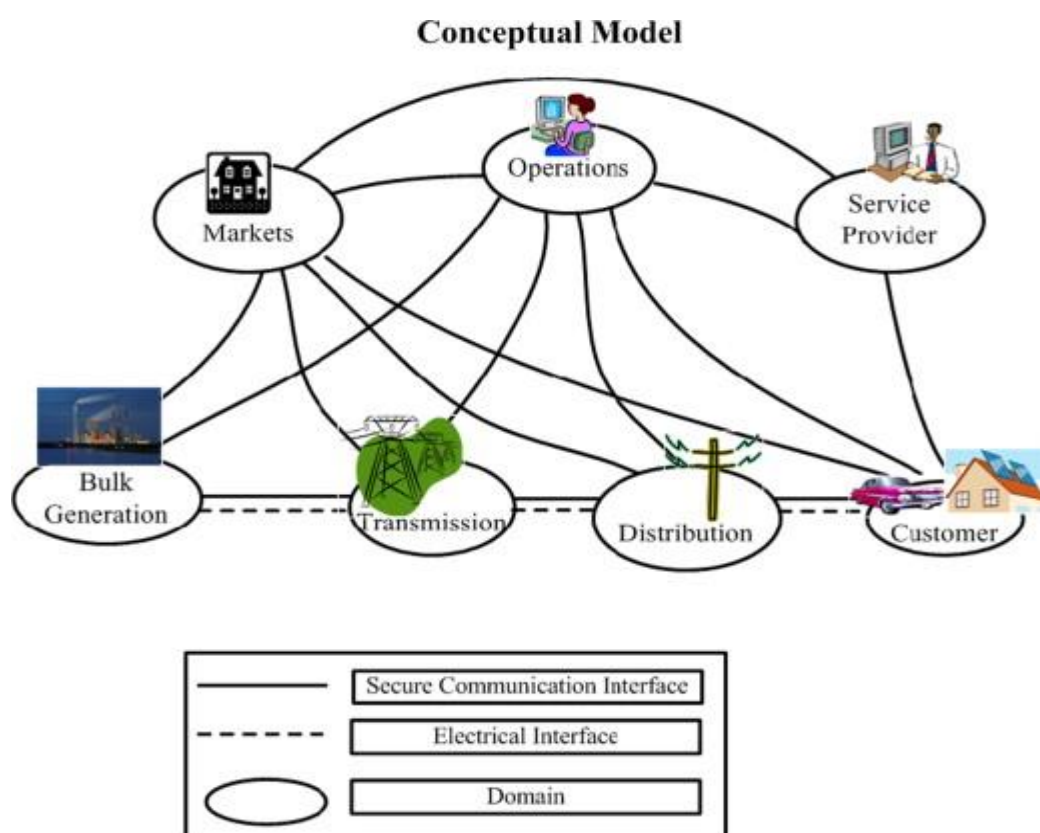 Conceptual Model
Operations
Markets
Service
Provider
Bulk
Generation
Transmission
Distribution
Customer
Secure Communication Interface
Electrical Interface
Domain